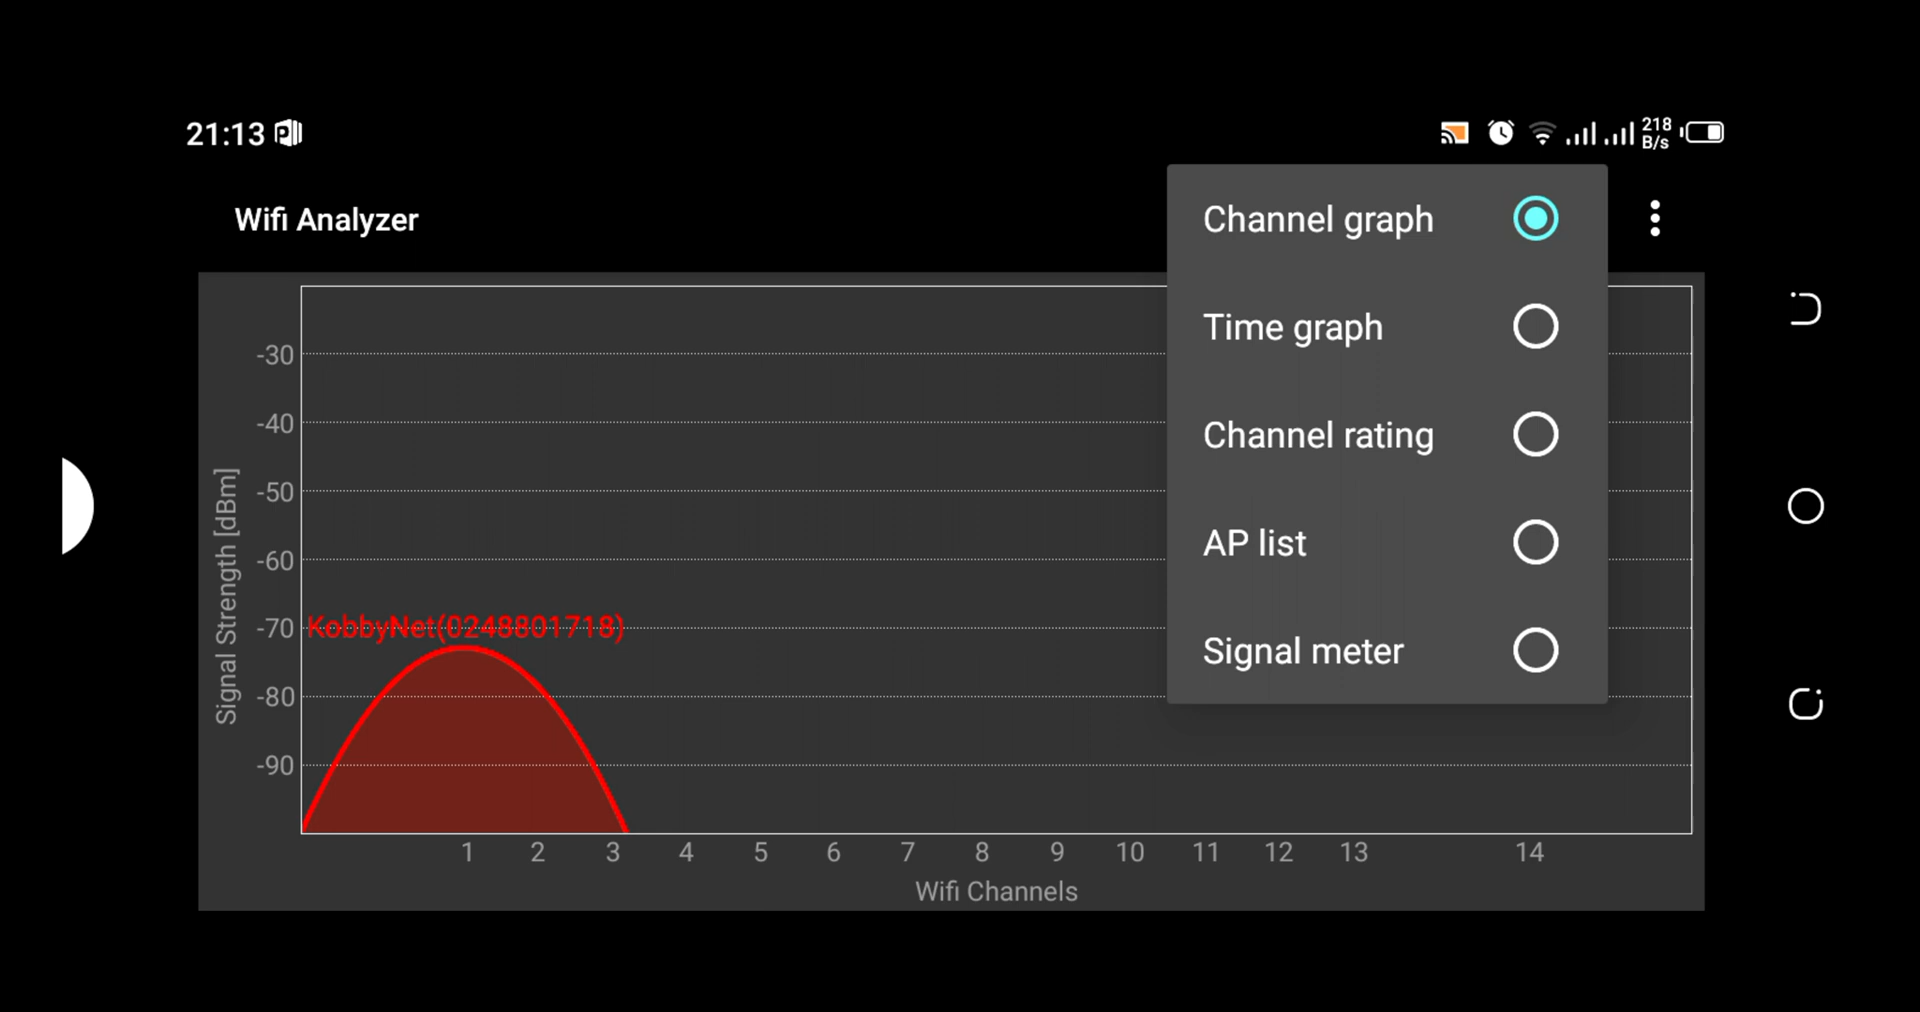 21:13
218
B/s
Wifi Analyzer
Channel graph
Time graph
Channel rating
AP list
Signal meter
Signal Strength [dBm]
-30
-40
-50
-60
-70
-80
-90
KobbyNet(0248801718)
1 2 3 4 5 6 7 8 9 10 11 12 13 14
Wifi Channels